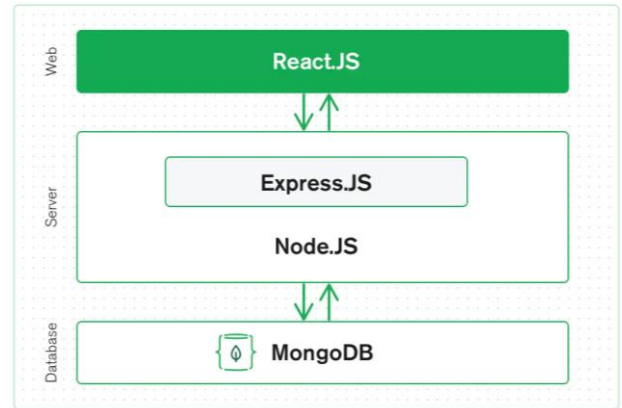 Web
React.JS
Server
Express.JS
Node.JS
Database
MongoDB